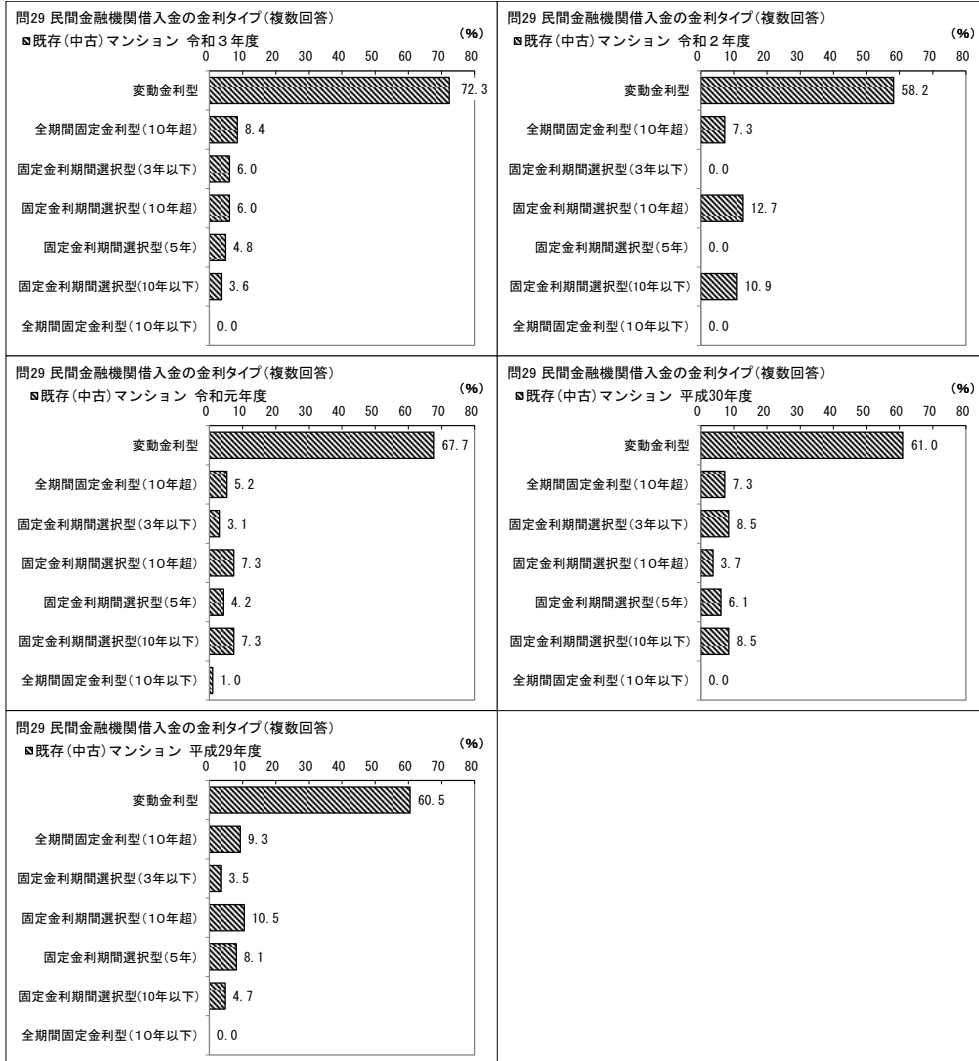 問29 民間金融機関借入金の金利タイプ(複数回答)
既存(中古)マンション 令和3年度
(%)
0 10 20 30 40 50 60 70 80
変動金利型 72.3
全期間固定金利型(10年超) 8.4
固定金利期間選択型(3年以下) 6.0
固定金利期間選択型(10年超) 6.0
固定金利期間選択型(5年) 4.8
固定金利期間選択型(10年以下) 3.6
全期間固定金利型(10年以下) 0.0
問29 民間金融機関借入金の金利タイプ(複数回答)
既存(中古)マンション 令和2年度
(%)
0 10 20 30 40 50 60 70 80
変動金利型 58.2
全期間固定金利型(10年超) 7.3
固定金利期間選択型(3年以下) 0.0
固定金利期間選択型(10年超) 12.7
固定金利期間選択型(5年) 0.0
固定金利期間選択型(10年以下) 10.9
全期間固定金利型(10年以下) 0.0
問29 民間金融機関借入金の金利タイプ(複数回答)
既存(中古)マンション 令和元年度
(%)
0 10 20 30 40 50 60 70 80
変動金利型 67.7
全期間固定金利型(10年超) 5.2
固定金利期間選択型(3年以下) 3.1
固定金利期間選択型(10年超) 7.3
固定金利期間選択型(5年) 4.2
固定金利期間選択型(10年以下) 7.3
全期間固定金利型(10年以下) 1.0
問29 民間金融機関借入金の金利タイプ(複数回答)
既存(中古)マンション 平成30年度
(%)
0 10 20 30 40 50 60 70 80
変動金利型 61.0
全期間固定金利型(10年超) 7.3
固定金利期間選択型(3年以下) 8.5
固定金利期間選択型(10年超) 3.7
固定金利期間選択型(5年) 6.1
固定金利期間選択型(10年以下) 8.5
全期間固定金利型(10年以下) 0.0
問29 民間金融機関借入金の金利タイプ(複数回答)
既存(中古)マンション 平成29年度
(%)
0 10 20 30 40 50 60 70 80
変動金利型 60.5
全期間固定金利型(10年超) 9.3
固定金利期間選択型(3年以下) 3.5
固定金利期間選択型(10年超) 10.5
固定金利期間選択型(5年) 8.1
固定金利期間選択型(10年以下) 4.7
全期間固定金利型(10年以下) 0.0